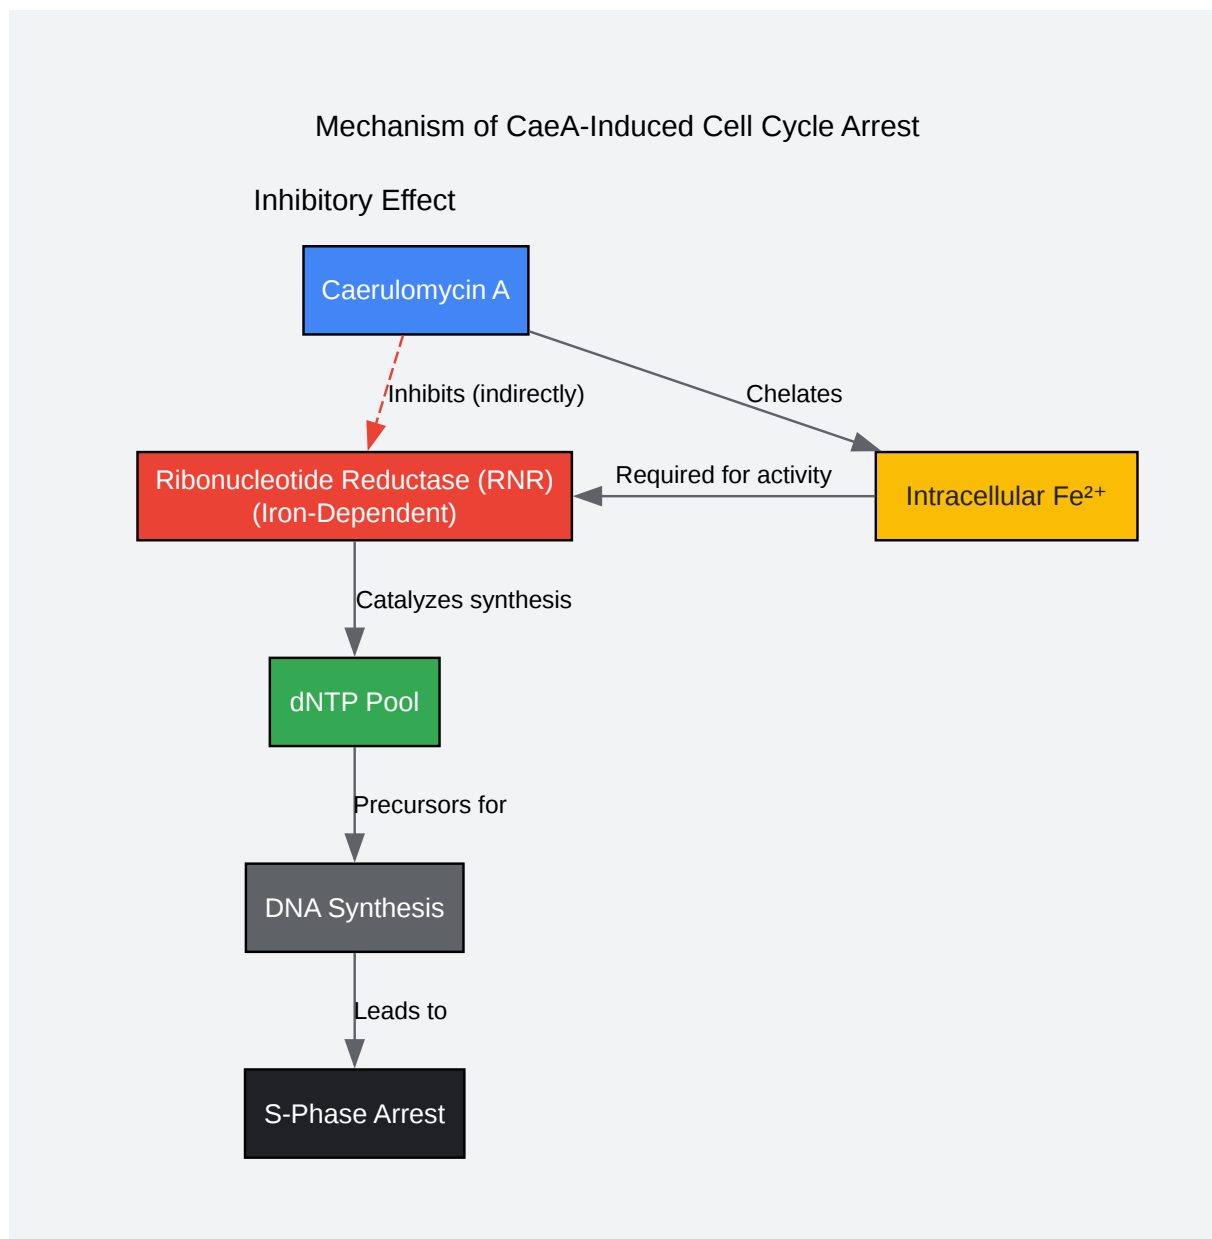 Mechanism of CaeA-Induced Cell Cycle Arrest
Inhibitory Effect
Caerulomycin A
Inhibits (indirectly)
Chelates
Ribonucleotide Reductase (RNR)
(Iron-Dependent)
Required for activity
Intracellular Fe²⁺
Catalyzes synthesis
dNTP Pool
Precursors for
DNA Synthesis
Leads to
S-Phase Arrest